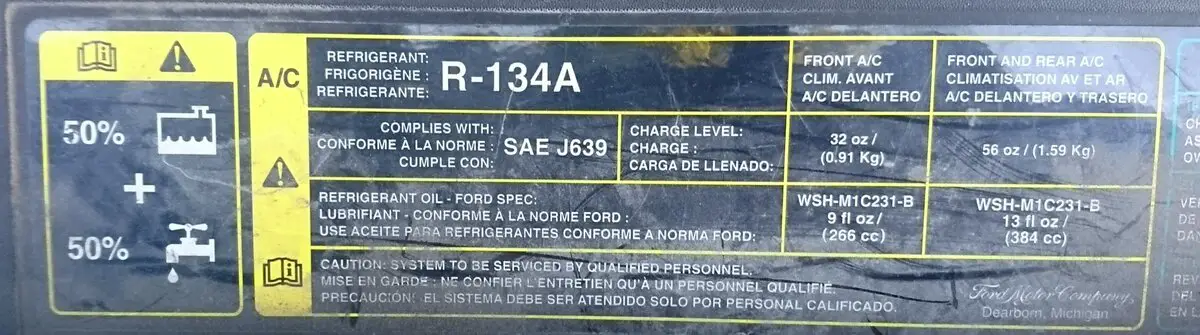 50%
+
50%
A/C
REFRIGERANT:
FRIGORIGÈNE :
REFRIGERANTE:
R-134A
FRONT A/C
CLIM. AVANT
A/C DELANTERO
FRONT AND REAR A/C
CLIMATISATION AV ET AR
A/C DELANTERO Y TRASERO
COMPLIES WITH:
CONFORME À LA NORME :
CUMPLE CON:
SAE J639
CHARGE LEVEL:
CHARGE :
CARGA DE LLENADO:
32 oz /
(0.91 Kg)
56 oz / (1.59 Kg)
REFRIGERANT OIL - FORD SPEC:
LUBRIFIANT - CONFORME À LA NORME FORD :
USE ACEITE PARA REFRIGERANTES CONFORME A NORMA FORD:
WSH-M1C231-B
9 fl oz /
(266 cc)
WSH-M1C231-B
13 fl oz /
(384 cc)
CAUTION: SYSTEM TO BE SERVICED BY QUALIFIED PERSONNEL.
MISE EN GARDE : NE CONFIER L'ENTRETIEN QU'À UN PERSONNEL QUALIFIÉ.
PRECAUCIÓN: EL SISTEMA DEBE SER ATENDIDO SOLO POR PERSONAL CALIFICADO.
Ford Motor Company,
Dearborn, Michigan